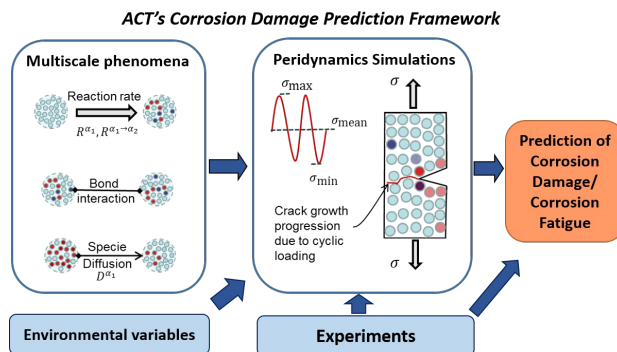 ACT's Corrosion Damage Prediction Framework
Multiscale phenomena
Reaction rate
R^α₁, R^α₁→α₂
Bond
interaction
Specie
Diffusion
D^α₁
Peridynamics Simulations
σmax
σmean
σmin
Crack growth
progression
due to cyclic
loading
σ
σ
Prediction of
Corrosion
Damage/
Corrosion
Fatigue
Environmental variables
Experiments